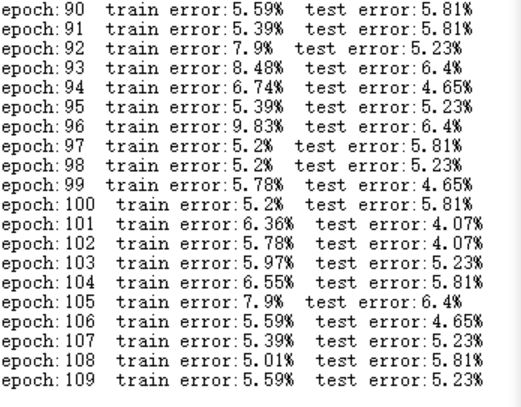 epoch:90  train error:5.59%  test error:5.81%
epoch:91  train error:5.39%  test error:5.81%
epoch:92  train error:7.9%  test error:5.23%
epoch:93  train error:8.48%  test error:6.4%
epoch:94  train error:6.74%  test error:4.65%
epoch:95  train error:5.39%  test error:5.23%
epoch:96  train error:9.83%  test error:6.4%
epoch:97  train error:5.2%  test error:5.81%
epoch:98  train error:5.2%  test error:5.23%
epoch:99  train error:5.78%  test error:4.65%
epoch:100  train error:5.2%  test error:5.81%
epoch:101  train error:6.36%  test error:4.07%
epoch:102  train error:5.78%  test error:4.07%
epoch:103  train error:5.97%  test error:5.23%
epoch:104  train error:6.55%  test error:5.81%
epoch:105  train error:7.9%  test error:6.4%
epoch:106  train error:5.59%  test error:4.65%
epoch:107  train error:5.39%  test error:5.23%
epoch:108  train error:5.01%  test error:5.81%
epoch:109  train error:5.59%  test error:5.23%